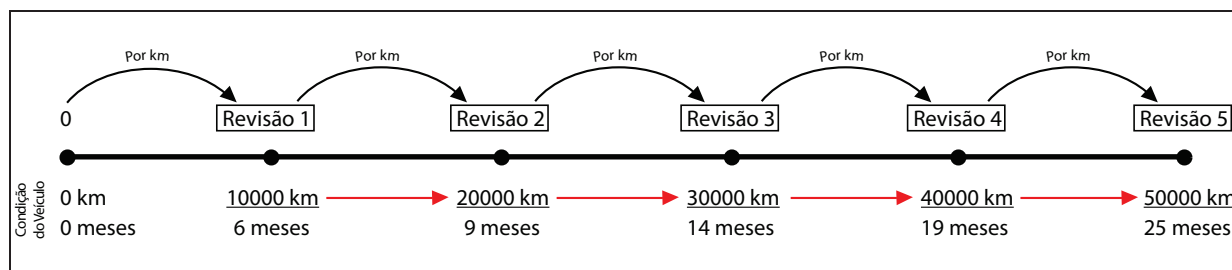 Por km Por km Por km Por km Por km
0 Revisão 1 Revisão 2 Revisão 3 Revisão 4 Revisão 5
Condição
do Veículo
0 km 10000 km 20000 km 30000 km 40000 km 50000 km
0 meses 6 meses 9 meses 14 meses 19 meses 25 meses